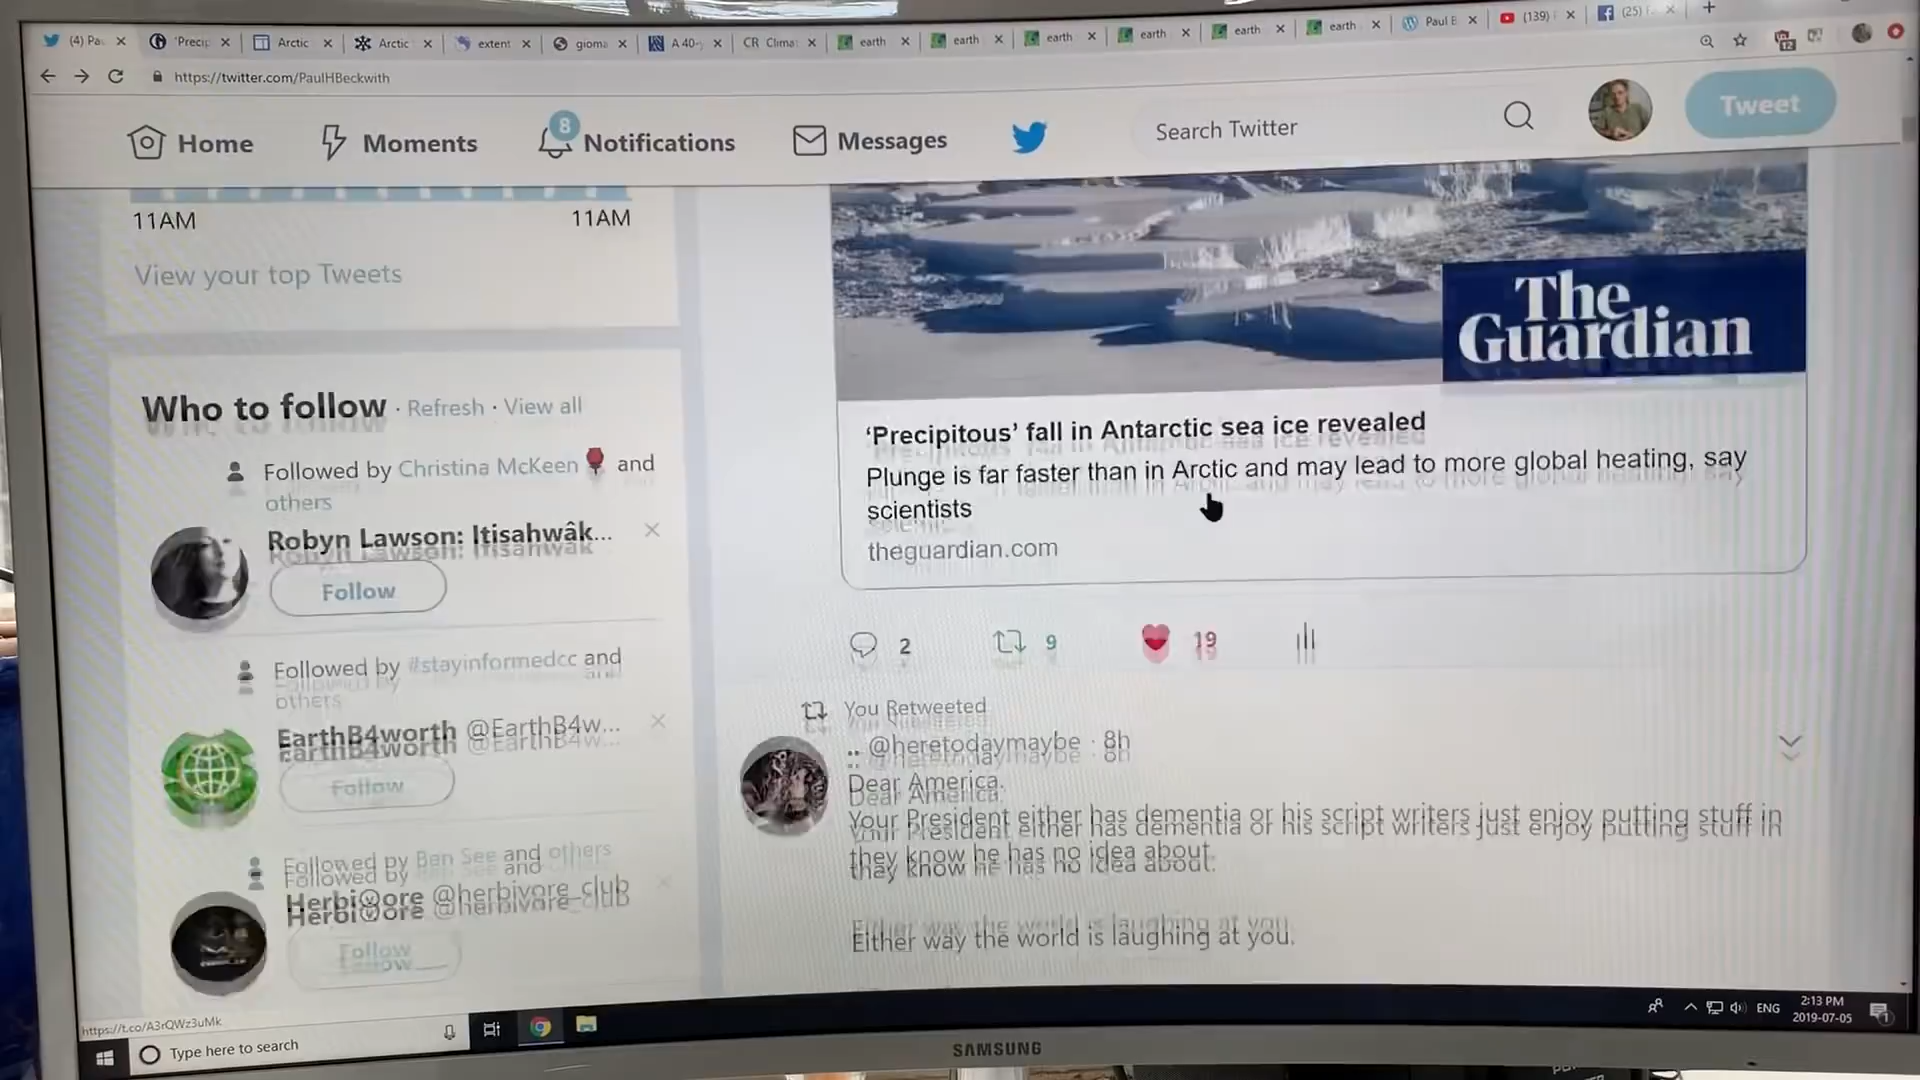 (4) Pa
'Precip
Arctic
Arctic
extent
gioma
A 40-y
CR Climat
earth
earth
earth
earth
earth
earth
Paul B
(139)
(25)
https://twitter.com/PaulHBeckwith
12
Home
Moments
8
Notifications
Messages
Search Twitter
Tweet
11AM
11AM
View your top Tweets
Who to follow · Refresh · View all
Followed by Christina McKeen and
others
Robyn Lawson: Itisahwâk...
Follow
Followed by #stayinformedcc and
others
EarthB4worth @EarthB4w...
Follow
Followed by Ben See and others
@herbivore_club
Follow
The
Guardian
'Precipitous' fall in Antarctic sea ice revealed
Plunge is far faster than in Arctic and may lead to more global heating, say
scientists
theguardian.com
2
9
19
You Retweeted
.. @heretodaymaybe · 8h
Dear America.
Your President either has dementia or his script writers just enjoy putting stuff in
they know he has no idea about.
Either way the world is laughing at you.
https://t.co/A3rQWz3uMk
Type here to search
ENG
2:13 PM
2019-07-05
1
SAMSUNG